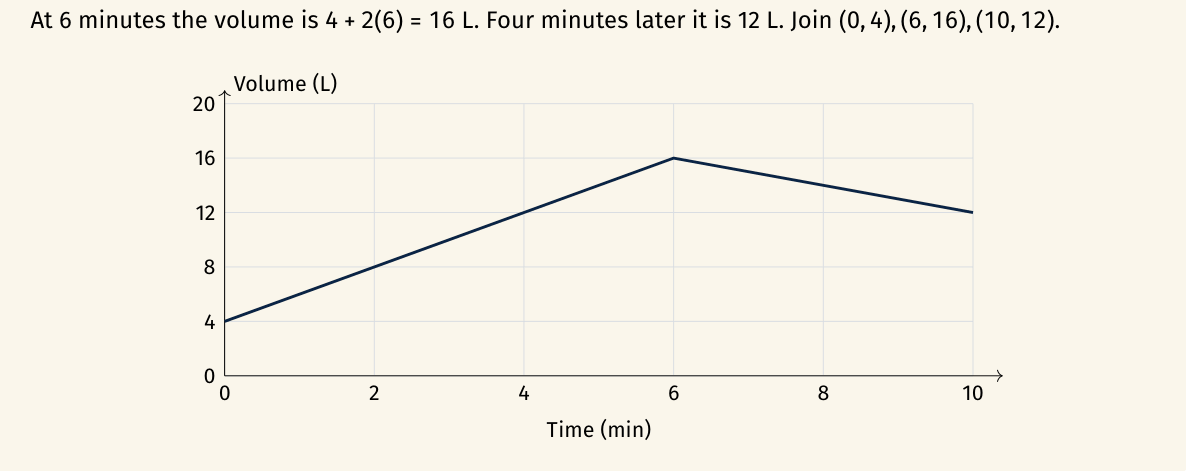 At 6 minutes the volume is 4 + 2(6) = 16 L. Four minutes later it is 12 L. Join (0, 4), (6, 16), (10, 12).
Volume (L)
20
16
12
8
4
0
0 2 4 6 8 10
Time (min)